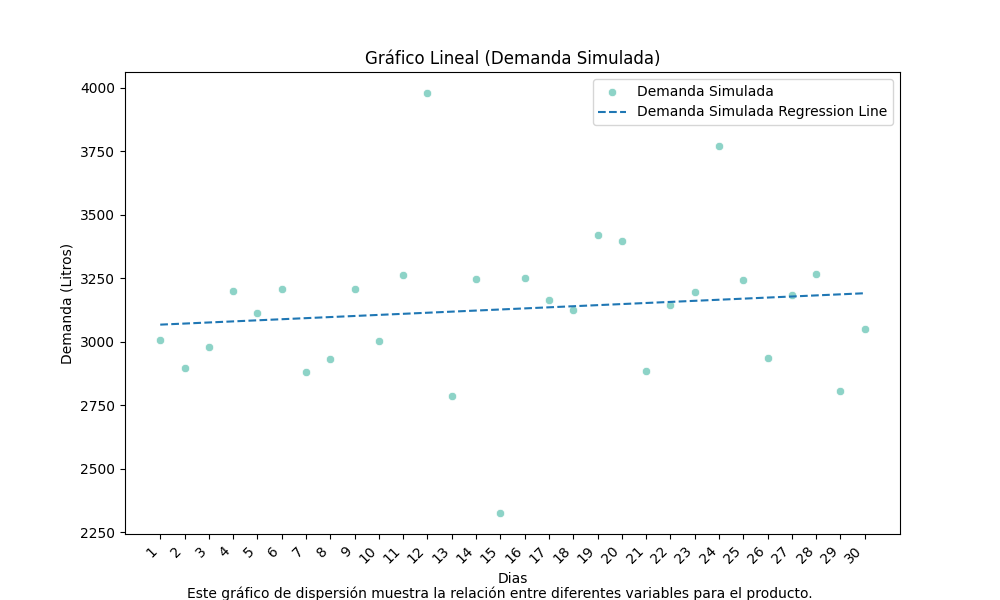 Gráfico Lineal (Demanda Simulada)
Demanda Simulada
Demanda Simulada Regression Line
Demanda (Litros)
4000
3750
3500
3250
3000
2750
2500
2250
1 2 3 4 5 6 7 8 9 10 11 12 13 14 15 16 17 18 19 20 21 22 23 24 25 26 27 28 29 30
Dias
Este gráfico de dispersión muestra la relación entre diferentes variables para el producto.